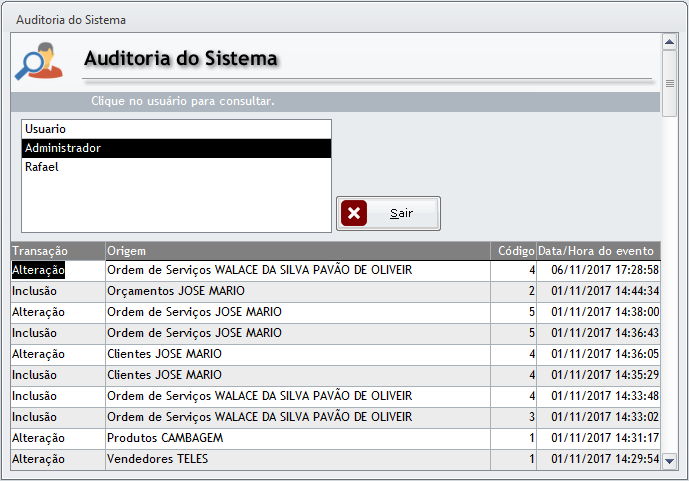 Auditoria do Sistema
Auditoria do Sistema
Clique no usuário para consultar.
Usuario
Administrador
Rafael
Sair
Transação Origem Código Data/Hora do evento
Alteração Ordem de Serviços WALACE DA SILVA PAVÃO DE OLIVEIR 4 06/11/2017 17:28:58
Inclusão Orçamentos JOSE MARIO 2 01/11/2017 14:44:34
Alteração Ordem de Serviços JOSE MARIO 5 01/11/2017 14:38:00
Inclusão Ordem de Serviços JOSE MARIO 5 01/11/2017 14:36:43
Alteração Clientes JOSE MARIO 4 01/11/2017 14:36:05
Inclusão Clientes JOSE MARIO 4 01/11/2017 14:35:29
Inclusão Ordem de Serviços WALACE DA SILVA PAVÃO DE OLIVEIR 4 01/11/2017 14:33:48
Inclusão Ordem de Serviços WALACE DA SILVA PAVÃO DE OLIVEIR 3 01/11/2017 14:33:02
Alteração Produtos CAMBAGEM 1 01/11/2017 14:31:17
Alteração Vendedores TELES 1 01/11/2017 14:29:54